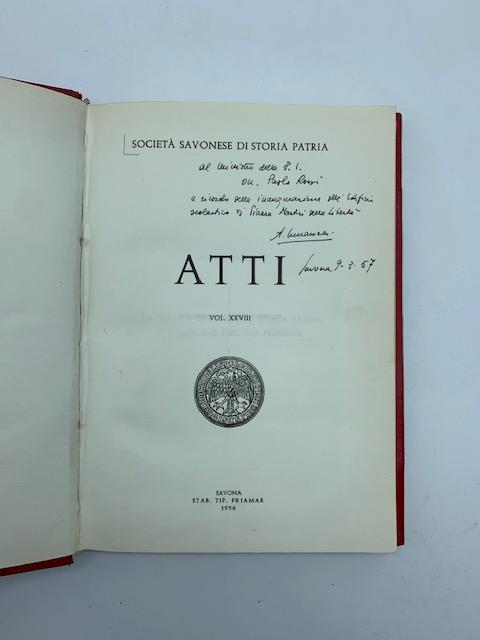 SOCIETÀ SAVONESE DI STORIA PATRIA
al Ministro della P. I.
On. Paolo Rossi
a ricordo della inaugurazione dell' Edificio
scolastico di Piazza Martiri della Libertà
A.
ATTI
Savona 9. 3. 57
VOL. XXVIII
SAVONA
STAB. TIP. PRIAMAR
1956